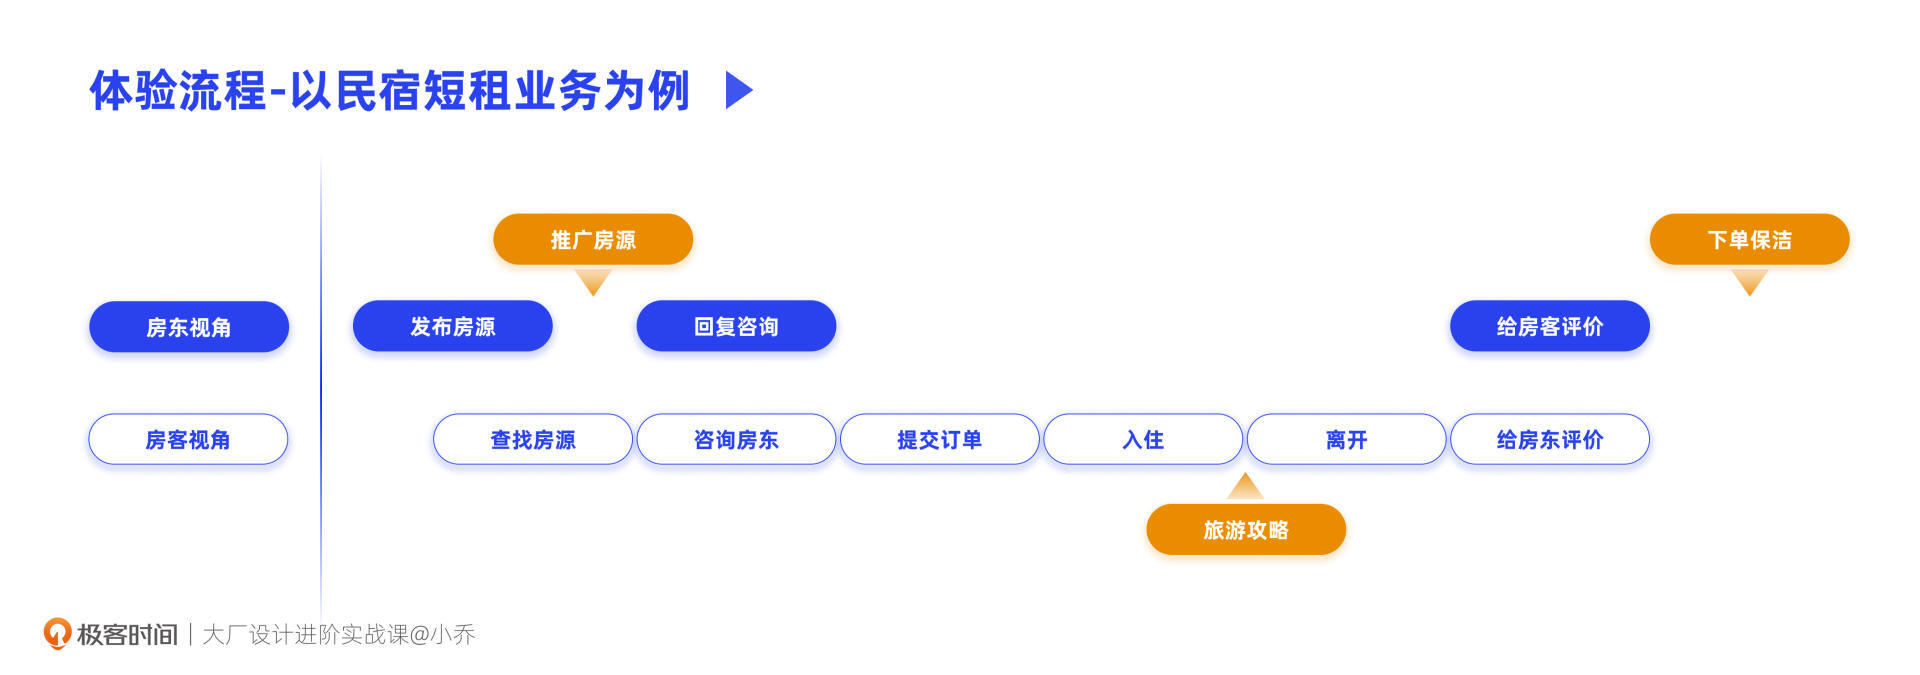 体验流程-以民宿短租业务为例
推广房源
下单保洁
房东视角
发布房源
回复咨询
给房客评价
房客视角
查找房源
咨询房东
提交订单
入住
离开
给房东评价
旅游攻略
极客时间 | 大厂设计进阶实战课@小乔